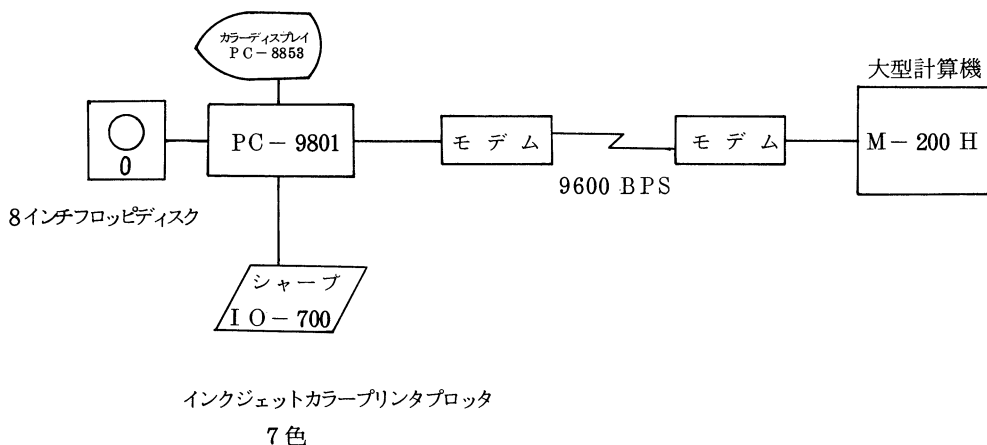 カラーディスプレイ
PC-8853
大型計算機
PC-9801
モデム
モデム
M-200H
9600 BPS
8インチフロッピディスク
シャープ
IO-700
インクジェットカラープリンタプロッタ
7色